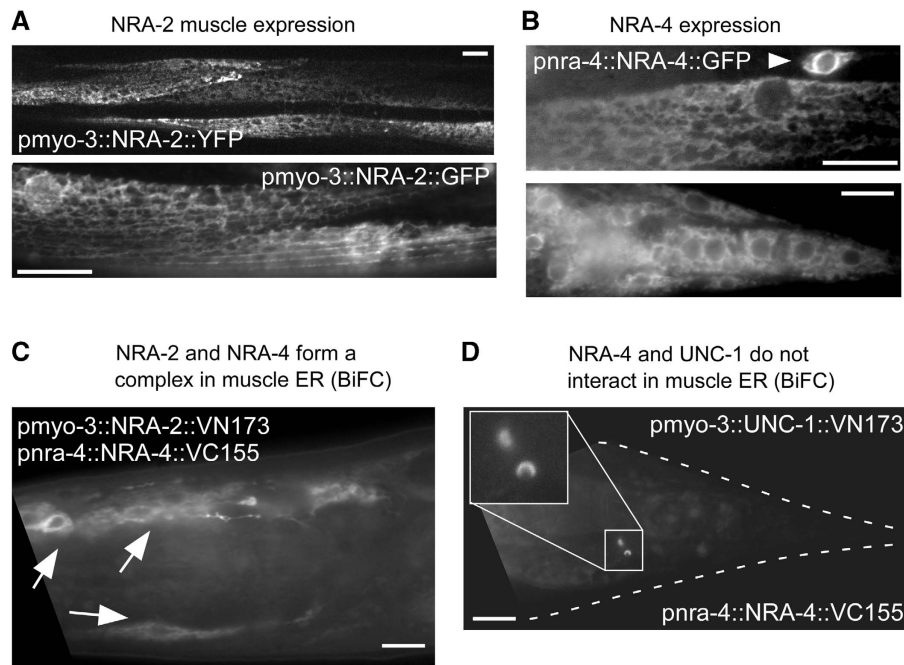 A
NRA-2 muscle expression
pmyo-3::NRA-2::YFP
pmyo-3::NRA-2::GFP
B
NRA-4 expression
pnra-4::NRA-4::GFP
C
NRA-2 and NRA-4 form a
complex in muscle ER (BiFC)
pmyo-3::NRA-2::VN173
pnra-4::NRA-4::VC155
D
NRA-4 and UNC-1 do not
interact in muscle ER (BiFC)
pmyo-3::UNC-1::VN173
pnra-4::NRA-4::VC155